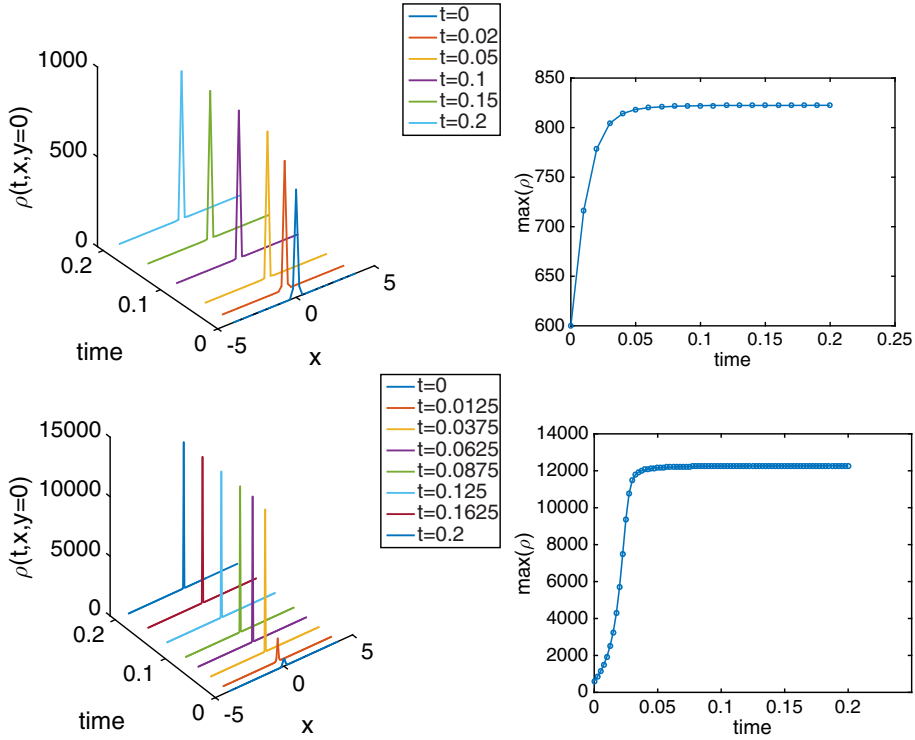 t=0
t=0.02
t=0.05
t=0.1
t=0.15
t=0.2
1000
500
0
ρ(t,x,y=0)
0.2
0.1
0
time
-5
0
5
x
850
800
750
700
650
600
max(ρ)
0
0.05
0.1
0.15
0.2
0.25
time
t=0
t=0.0125
t=0.0375
t=0.0625
t=0.0875
t=0.125
t=0.1625
t=0.2
15000
10000
5000
0
ρ(t,x,y=0)
0.2
0.1
0
time
-5
0
5
x
14000
12000
10000
8000
6000
4000
2000
0
max(ρ)
0
0.05
0.1
0.15
0.2
time